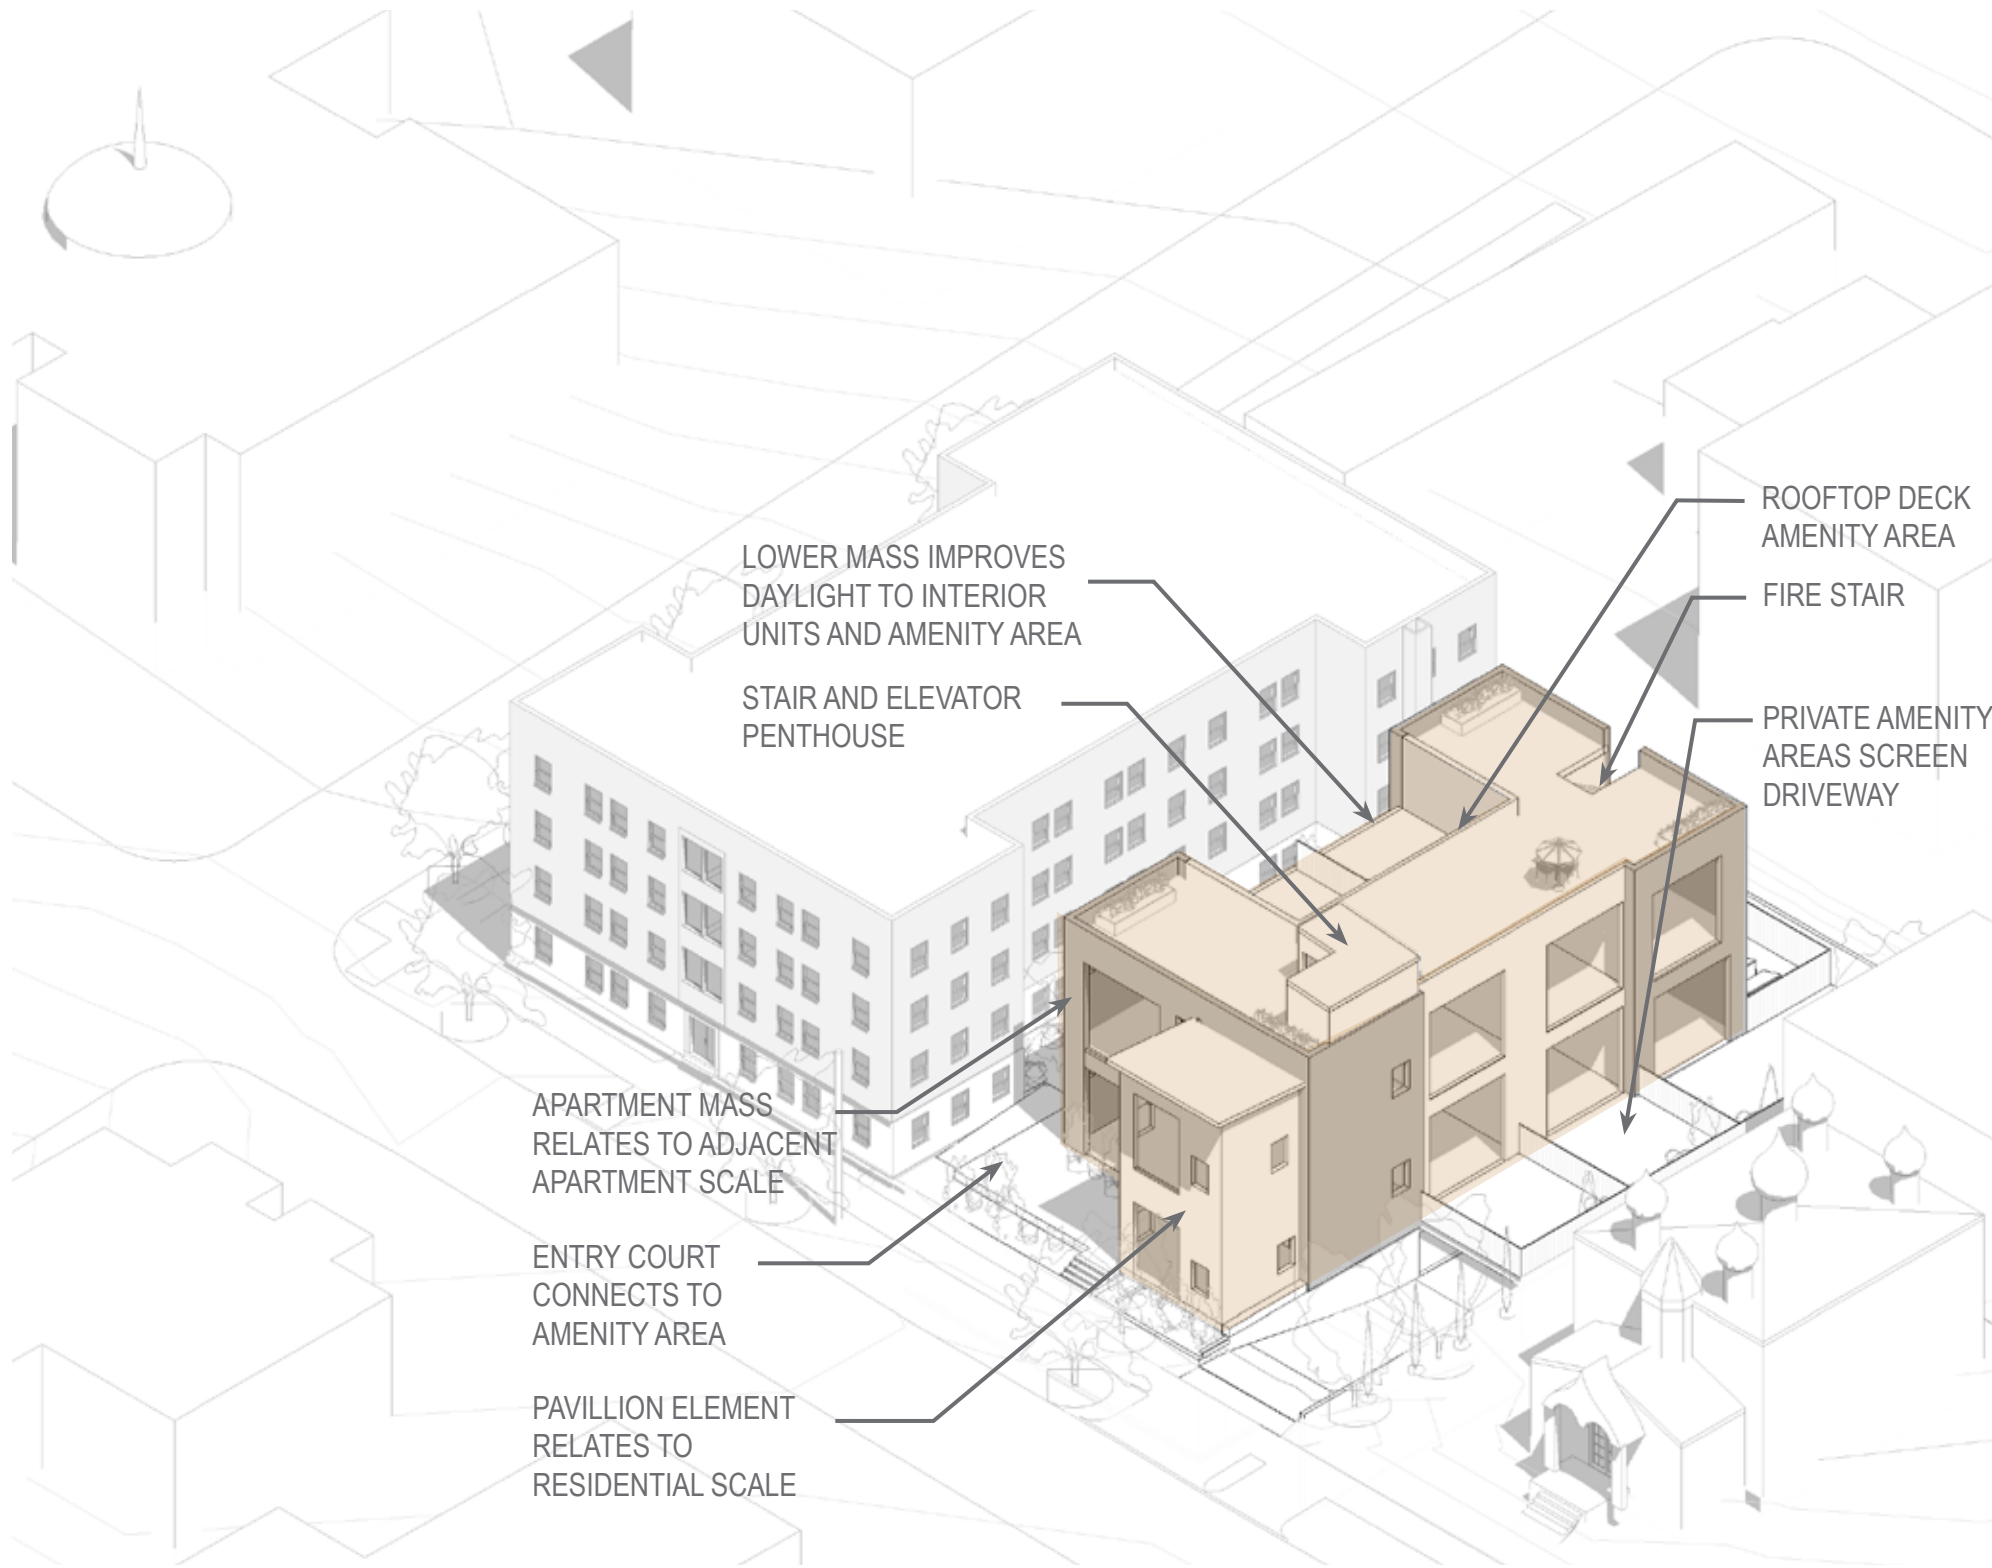 LOWER MASS IMPROVES
DAYLIGHT TO INTERIOR
UNITS AND AMENITY AREA
STAIR AND ELEVATOR
PENTHOUSE
ROOFTOP DECK
AMENITY AREA
FIRE STAIR
PRIVATE AMENITY
AREAS SCREEN
DRIVEWAY
APARTMENT MASS
RELATES TO ADJACENT
APARTMENT SCALE
ENTRY COURT
CONNECTS TO
AMENITY AREA
PAVILLION ELEMENT
RELATES TO
RESIDENTIAL SCALE